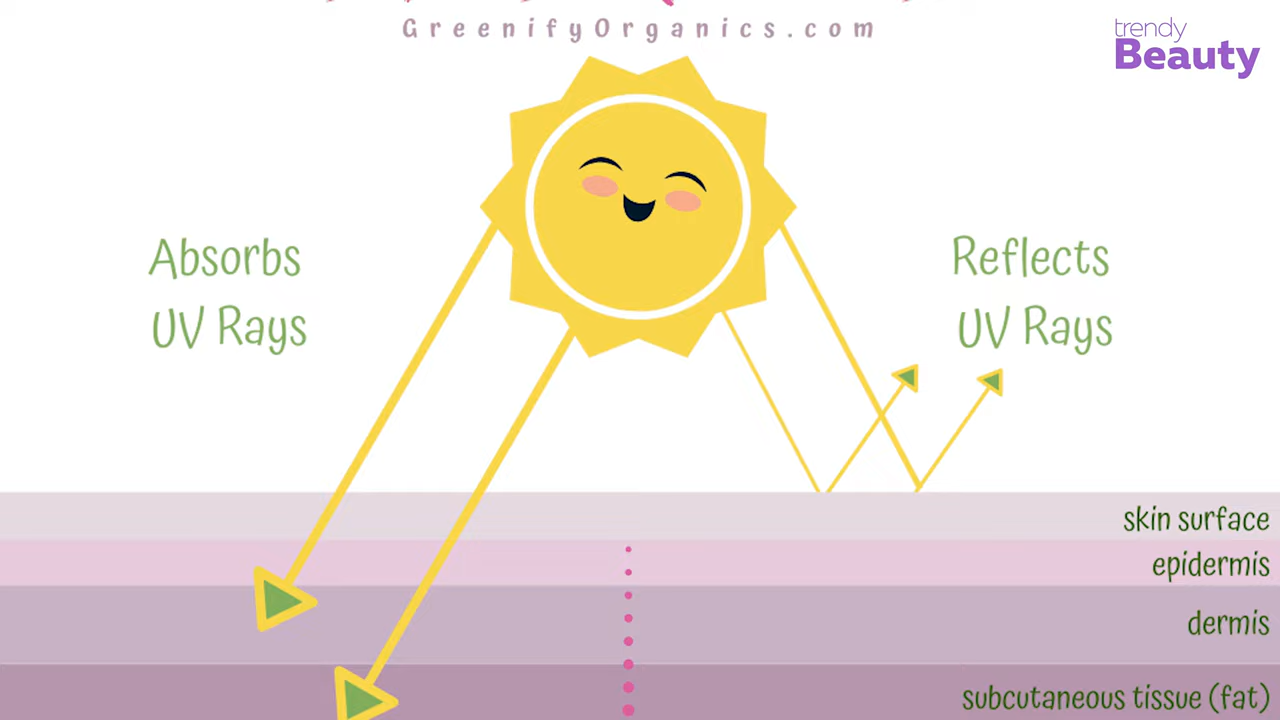 GreenifyOrganics.com
trendy
Beauty
Absorbs
UV Rays
Reflects
UV Rays
skin surface
epidermis
dermis
subcutaneous tissue (fat)